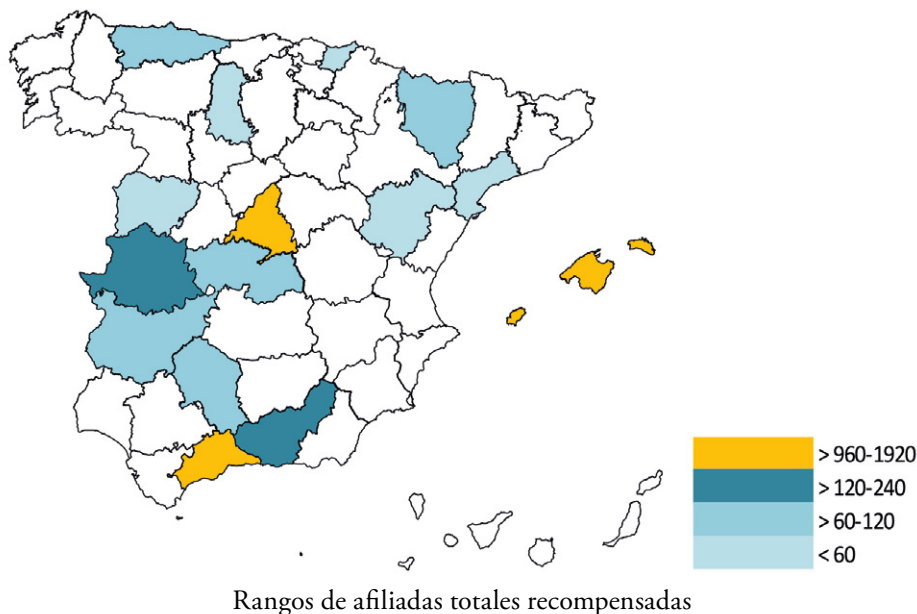 > 960-1920
> 120-240
> 60-120
< 60
Rangos de afiliadas totales recompensadas